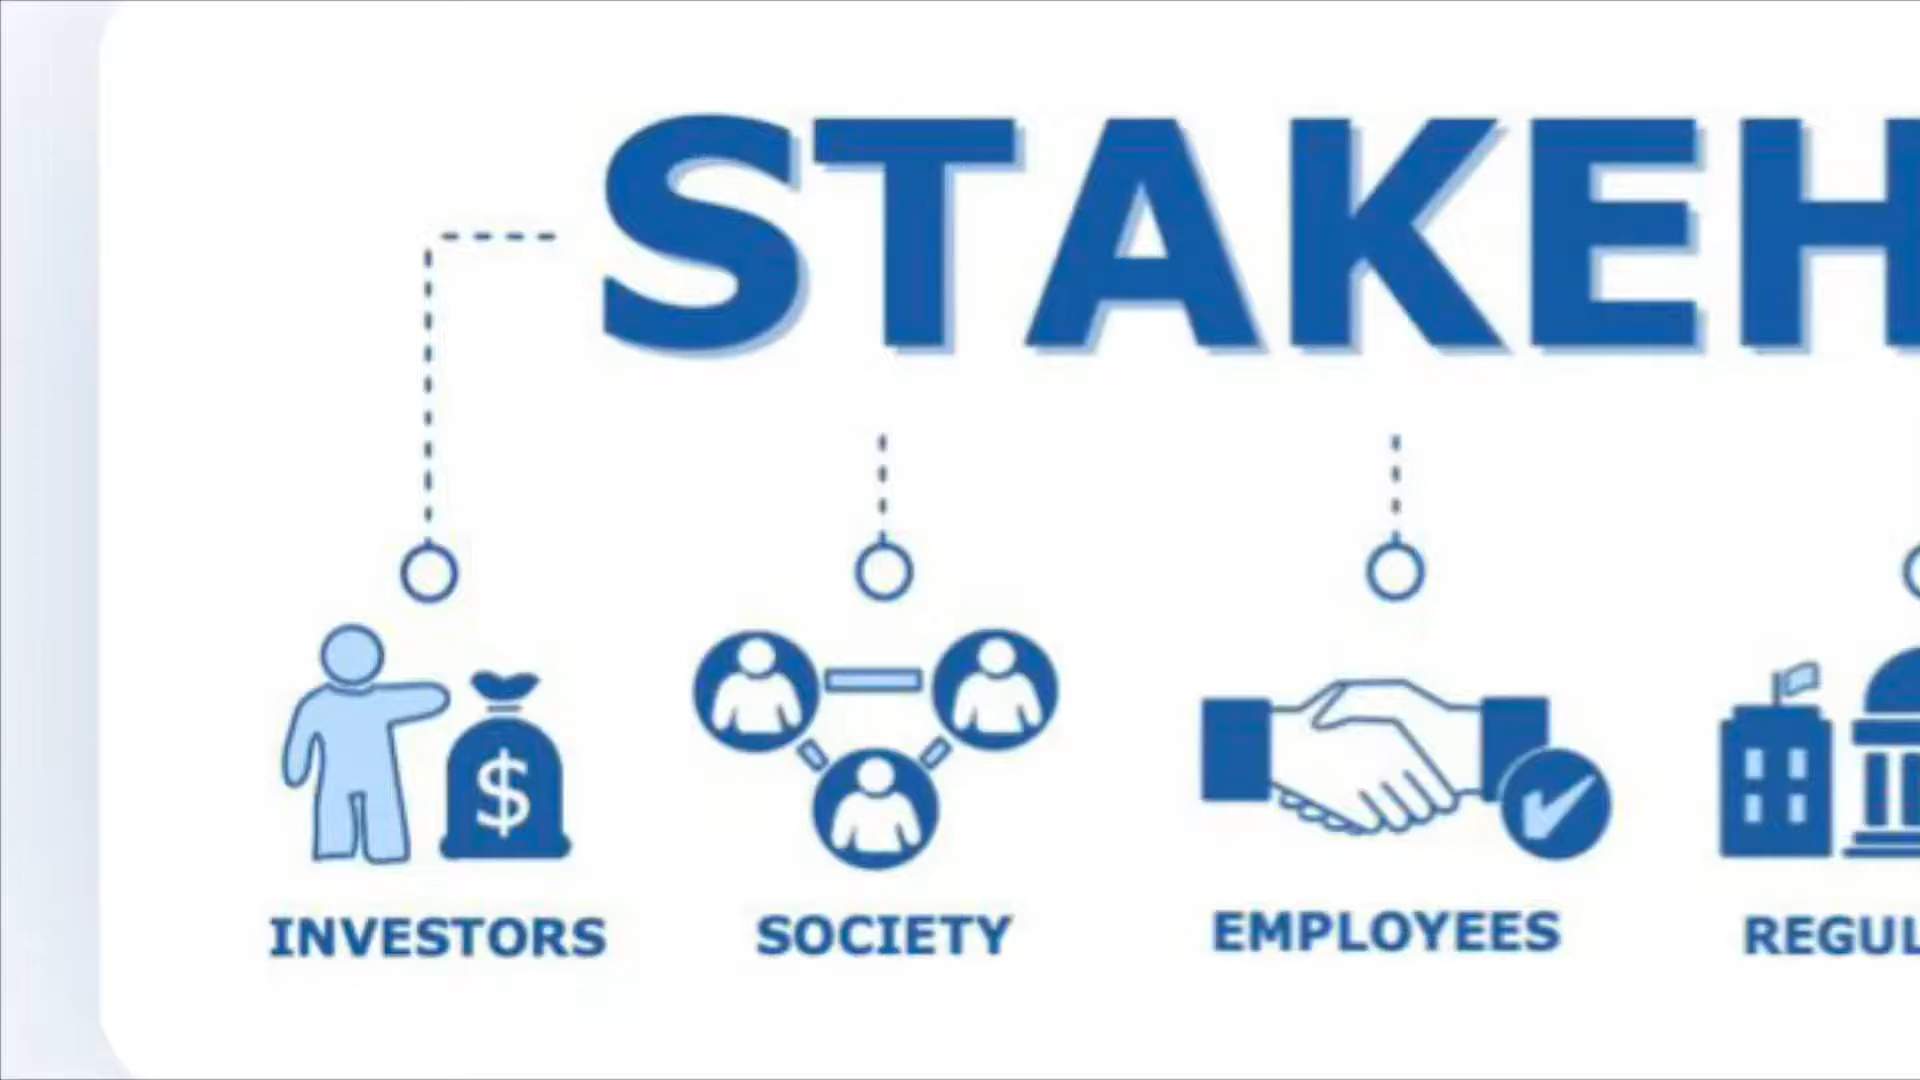 STAKEH
$
INVESTORS
SOCIETY
EMPLOYEES
REGUL